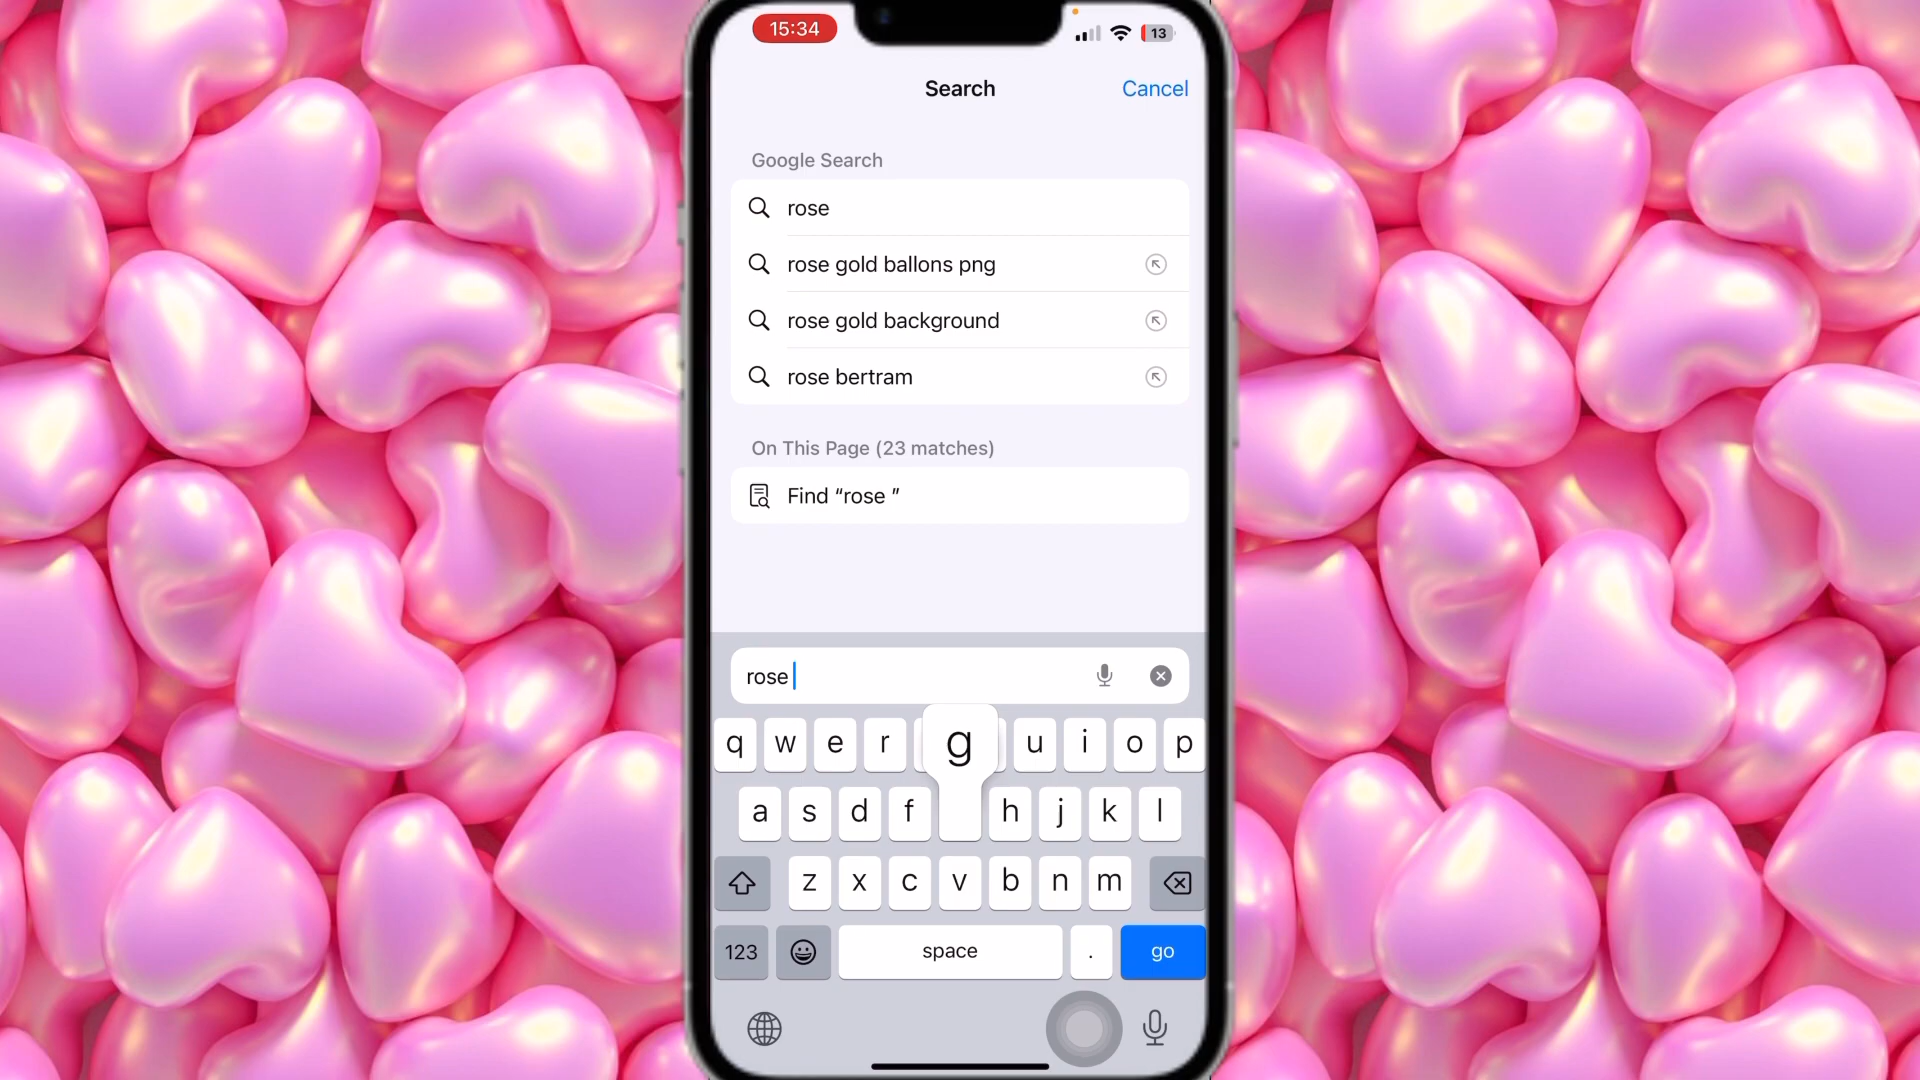 15:34
13
Search
Cancel
Google Search
rose
rose gold ballons png
rose gold background
rose bertram
On This Page (23 matches)
Find “rose ”
rose
q w e r g u i o p
a s d f h j k l
z x c v b n m
123 space . go